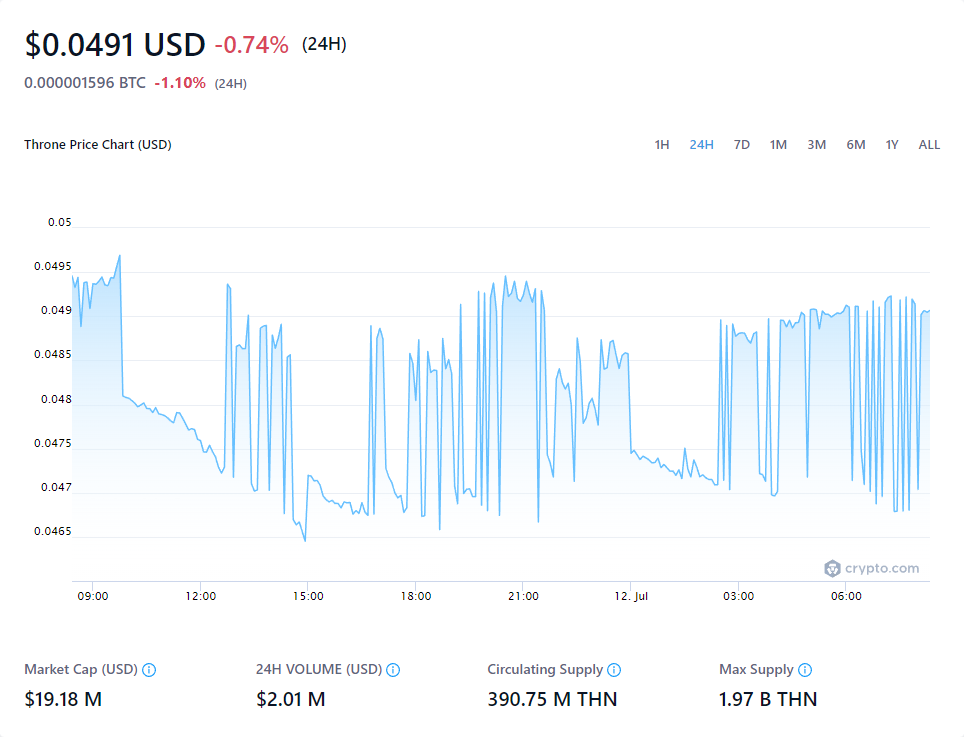 $0.0491 USD -0.74% (24H)
0.000001596 BTC -1.10% (24H)
Throne Price Chart (USD) 1H 24H 7D 1M 3M 6M 1Y ALL
0.05
0.0495
0.049
0.0485
0.048
0.0475
0.047
0.0465
crypto.com
09:00 12:00 15:00 18:00 21:00 12. Jul 03:00 06:00
Market Cap (USD) 24H VOLUME (USD) Circulating Supply Max Supply
$19.18 M $2.01 M 390.75 M THN 1.97 B THN